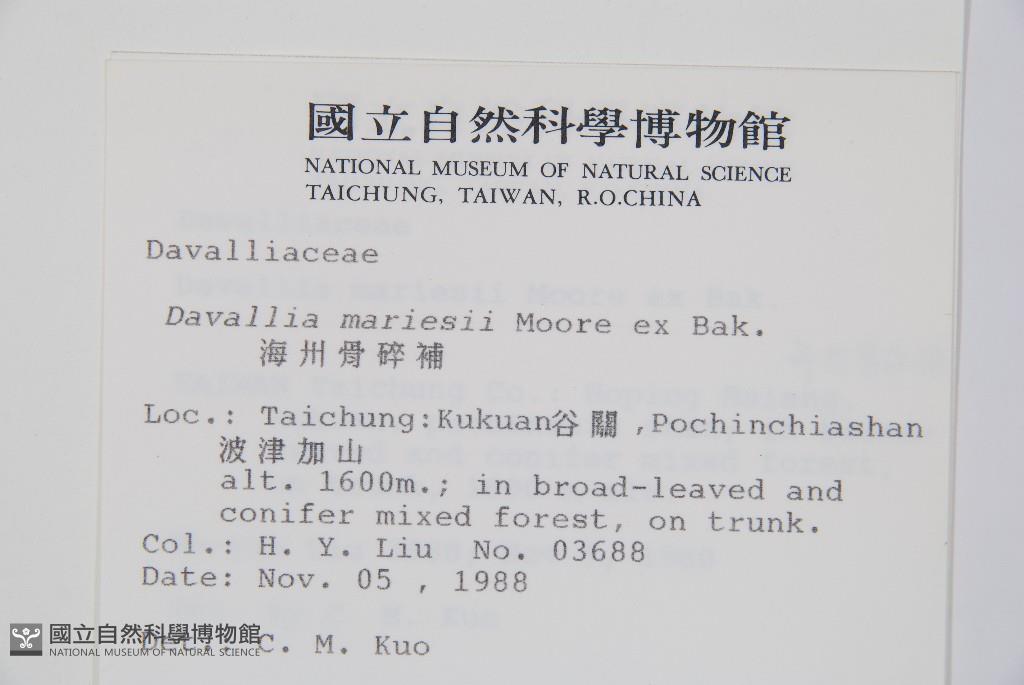 國立自然科學博物館
NATIONAL MUSEUM OF NATURAL SCIENCE
TAICHUNG, TAIWAN, R.O.CHINA
Davalliaceae
Davallia mariesii Moore ex Bak.
海州骨碎補
Loc.: Taichung:Kukuan谷關,Pochinchiashan
波津加山
alt. 1600m.; in broad-leaved and
conifer mixed forest, on trunk.
Col.: H. Y. Liu No. 03688
Date: Nov. 05 , 1988
Det.: C. M. Kuo
國立自然科學博物館
NATIONAL MUSEUM OF NATURAL SCIENCE